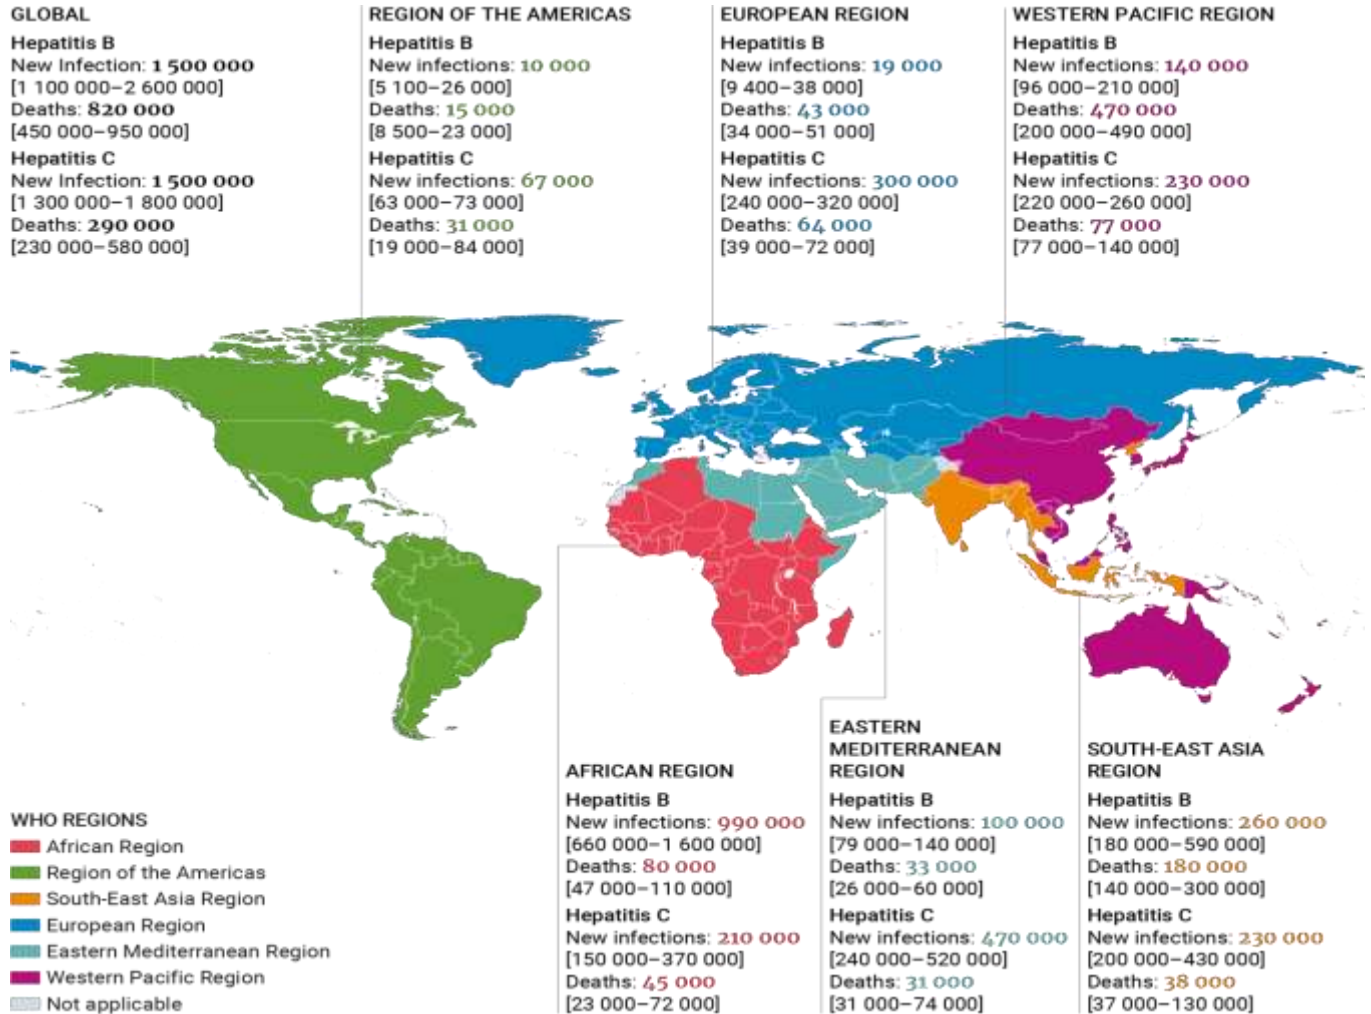 GLOBAL
Hepatitis B
New Infection: 1 500 000
[1 100 000–2 600 000]
Deaths: 820 000
[450 000–950 000]
Hepatitis C
New Infection: 1 500 000
[1 300 000–1 800 000]
Deaths: 290 000
[230 000–580 000]
REGION OF THE AMERICAS
Hepatitis B
New infections: 10 000
[5 100–26 000]
Deaths: 15 000
[8 500–23 000]
Hepatitis C
New infections: 67 000
[63 000–73 000]
Deaths: 31 000
[19 000–84 000]
EUROPEAN REGION
Hepatitis B
New infections: 19 000
[9 400–38 000]
Deaths: 43 000
[34 000–51 000]
Hepatitis C
New infections: 300 000
[240 000–320 000]
Deaths: 64 000
[39 000–72 000]
WESTERN PACIFIC REGION
Hepatitis B
New infections: 140 000
[96 000–210 000]
Deaths: 470 000
[200 000–490 000]
Hepatitis C
New infections: 230 000
[220 000–260 000]
Deaths: 77 000
[77 000–140 000]
WHO REGIONS
African Region
Region of the Americas
South-East Asia Region
European Region
Eastern Mediterranean Region
Western Pacific Region
Not applicable
AFRICAN REGION
Hepatitis B
New infections: 990 000
[660 000–1 600 000]
Deaths: 80 000
[47 000–110 000]
Hepatitis C
New infections: 210 000
[150 000–370 000]
Deaths: 45 000
[23 000–72 000]
EASTERN
MEDITERRANEAN
REGION
Hepatitis B
New infections: 100 000
[79 000–140 000]
Deaths: 33 000
[26 000–60 000]
Hepatitis C
New infections: 470 000
[240 000–520 000]
Deaths: 31 000
[31 000–74 000]
SOUTH-EAST ASIA
REGION
Hepatitis B
New infections: 260 000
[180 000–590 000]
Deaths: 180 000
[140 000–300 000]
Hepatitis C
New infections: 230 000
[200 000–430 000]
Deaths: 38 000
[37 000–130 000]